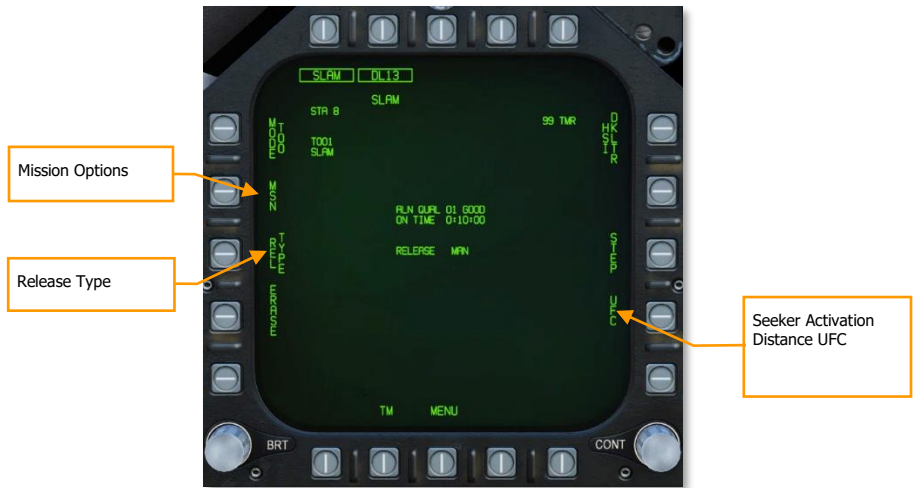 SLAM DL13
SLAM
STA 8
99 TMR
MODE
TOO
T001
SLAM
HSI
DKLTR
Mission Options
MSN
ALN QUAL 01 GOOD
ON TIME 0:10:00
REL
TYPE
RELEASE MAN
STEP
Release Type
ERASE
UFC
Seeker Activation
Distance UFC
TM MENU
BRT
CONT